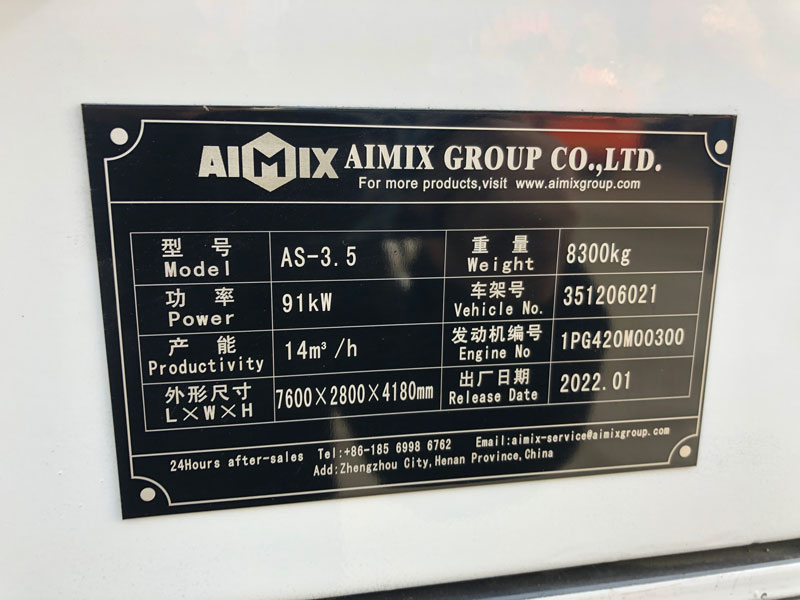 AIMIX AIMIX GROUP CO.,LTD.
For more products,visit www.aimixgroup.com
型 号 AS-3.5 重 量 8300kg
Model Weight
功 率 91kW 车架号 351206021
Power Vehicle No.
产 能 14m³/h 发动机编号 1PG420M00300
Productivity Engine No
外形尺寸 7600×2800×4180mm 出厂日期 2022.01
L×W×H Release Date
24Hours after-sales Tel:+86-185 6998 6762 Email:aimix-service@aimixgroup.com
Add:Zhengzhou City,Henan Province,China